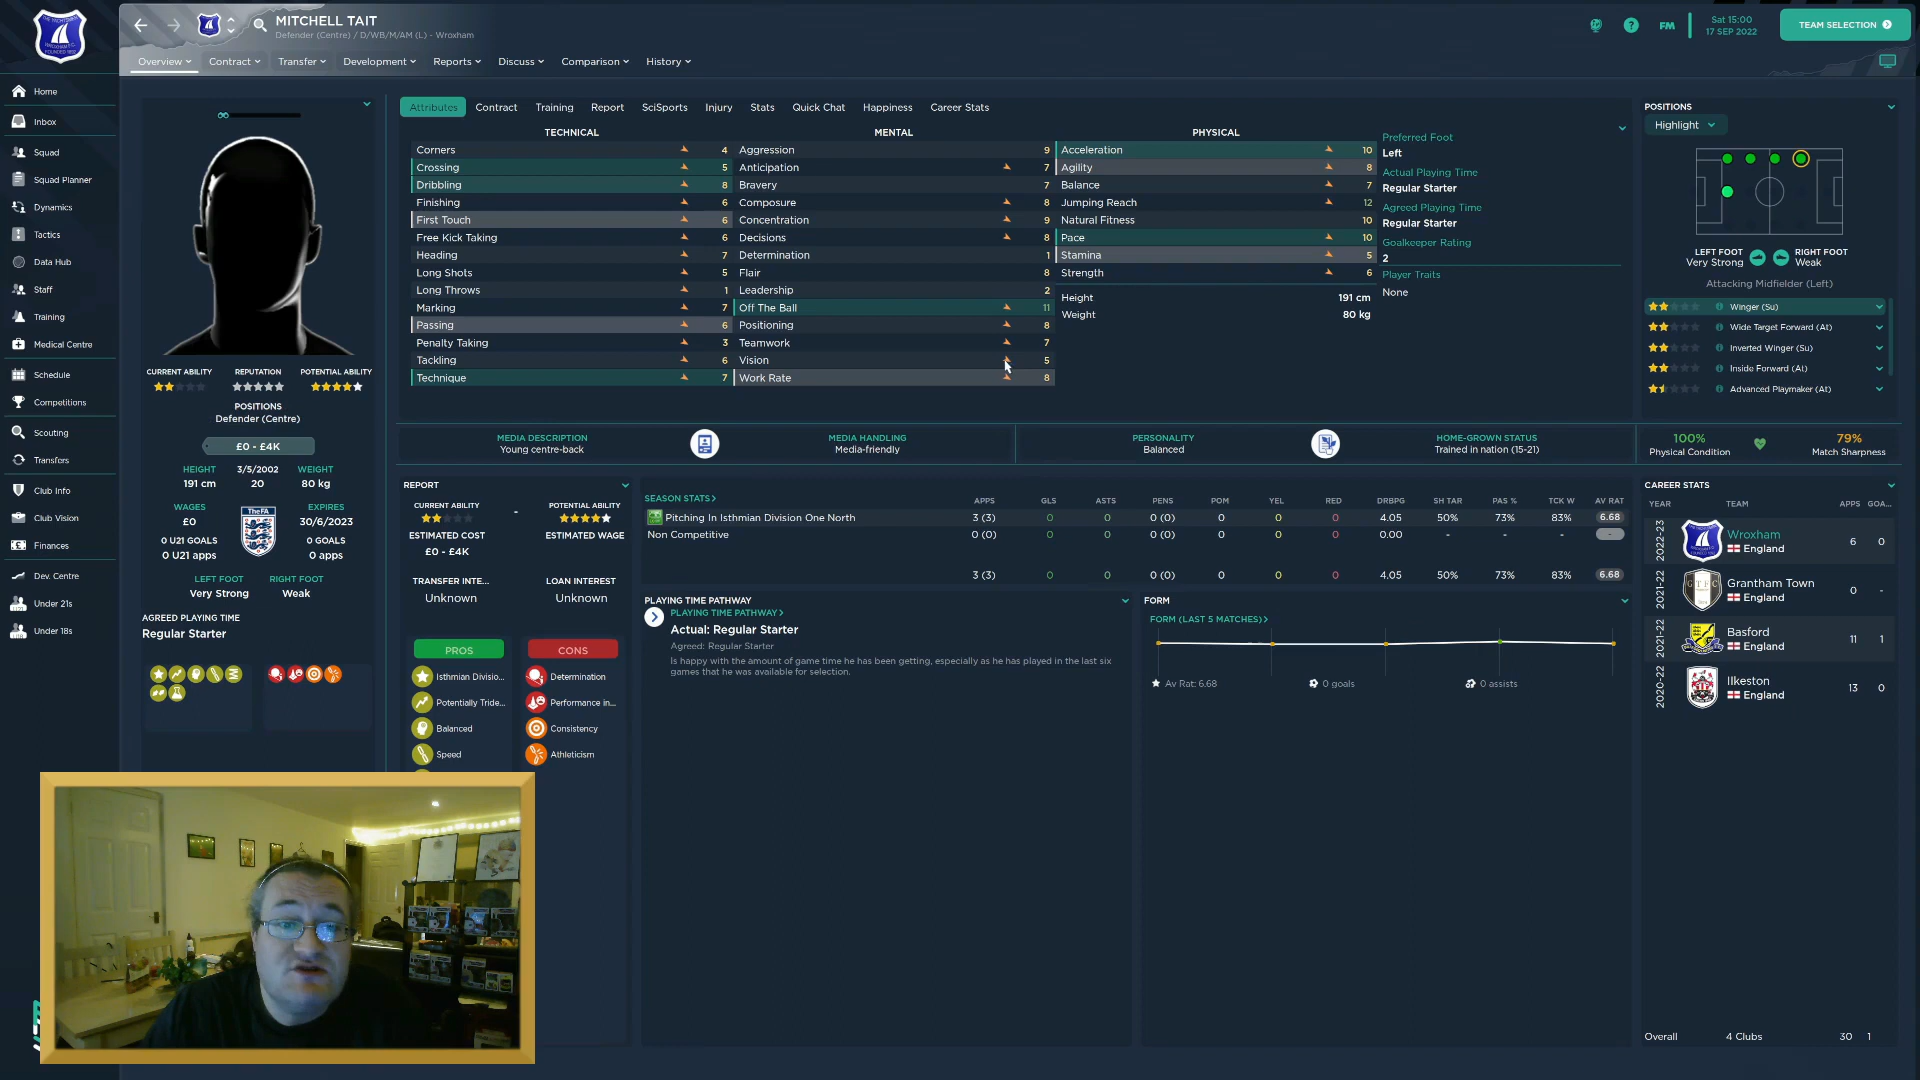 MITCHELL TAIT
Defender (Centre) / D/WB/M/AM (L) - Wroxham
FM
Sat 15:00
17 SEP 2022
TEAM SELECTION
Overview
Contract
Transfer
Development
Reports
Discuss
Comparison
History
Home
Inbox
Squad
Squad Planner
Dynamics
Tactics
Data Hub
Staff
Training
Medical Centre
Schedule
Competitions
Scouting
Transfers
Club Info
Club Vision
Finances
Dev. Centre
Under 21s
Under 18s
CURRENT ABILITY
REPUTATION
POTENTIAL ABILITY
POSITIONS
Defender (Centre)
£0 - £4K
HEIGHT 3/5/2002 WEIGHT
191 cm 20 80 kg
WAGES EXPIRES
£0 30/6/2023
The FA
0 U21 GOALS 0 GOALS
0 U21 apps 0 apps
LEFT FOOT RIGHT FOOT
Very Strong Weak
AGREED PLAYING TIME
Regular Starter
Attributes
Contract
Training
Report
SciSports
Injury
Stats
Quick Chat
Happiness
Career Stats
TECHNICAL
Corners 4
Crossing 5
Dribbling 8
Finishing 6
First Touch 6
Free Kick Taking 6
Heading 7
Long Shots 5
Long Throws 1
Marking 7
Passing 6
Penalty Taking 3
Tackling 6
Technique 7
MENTAL
Aggression 9
Anticipation 7
Bravery 7
Composure 8
Concentration 9
Decisions 8
Determination 1
Flair 8
Leadership 2
Off The Ball 11
Positioning 8
Teamwork 7
Vision 5
Work Rate 8
PHYSICAL
Acceleration 10
Agility 8
Balance 7
Jumping Reach 12
Natural Fitness 10
Pace 10
Stamina 5
Strength 6
Height 191 cm
Weight 80 kg
Preferred Foot
Left
Actual Playing Time
Regular Starter
Agreed Playing Time
Regular Starter
Goalkeeper Rating
2
Player Traits
None
POSITIONS
Highlight
LEFT FOOT
Very Strong
RIGHT FOOT
Weak
Attacking Midfielder (Left)
Winger (Su)
Wide Target Forward (At)
Inverted Winger (Su)
Inside Forward (At)
Advanced Playmaker (At)
MEDIA DESCRIPTION
Young centre-back
MEDIA HANDLING
Media-friendly
PERSONALITY
Balanced
HOME-GROWN STATUS
Trained in nation (15-21)
100%
Physical Condition
79%
Match Sharpness
REPORT
CURRENT ABILITY - POTENTIAL ABILITY
ESTIMATED COST ESTIMATED WAGE
£0 - £4K
TRANSFER INTE... LOAN INTEREST
Unknown Unknown
PROS
Isthmian Divisio...
Potentially Tride...
Balanced
Speed
CONS
Determination
Performance in...
Consistency
Athleticism
SEASON STATS> APPS GLS ASTS PENS POM YEL RED DRBPG SH TAR PAS % TCK W AV RAT
Pitching In Isthmian Division One North 3 (3) 0 0 0 (0) 0 0 0 4.05 50% 73% 83% 6.68
Non Competitive 0 (0) 0 0 0 (0) 0 0 0 0.00 - - - -
3 (3) 0 0 0 (0) 0 0 0 4.05 50% 73% 83% 6.68
PLAYING TIME PATHWAY
PLAYING TIME PATHWAY>
Actual: Regular Starter
Agreed: Regular Starter
Is happy with the amount of game time he has been getting, especially as he has played in the last six
games that he was available for selection.
FORM
FORM (LAST 5 MATCHES)>
Av Rat: 6.68 0 goals 0 assists
CAREER STATS
YEAR TEAM APPS GOA...
2022-23 Wroxham 6 0
England
2021-22 Grantham Town 0 -
England
2021-22 Basford 11 1
England
2020-22 Ilkeston 13 0
England
Overall 4 Clubs 30 1